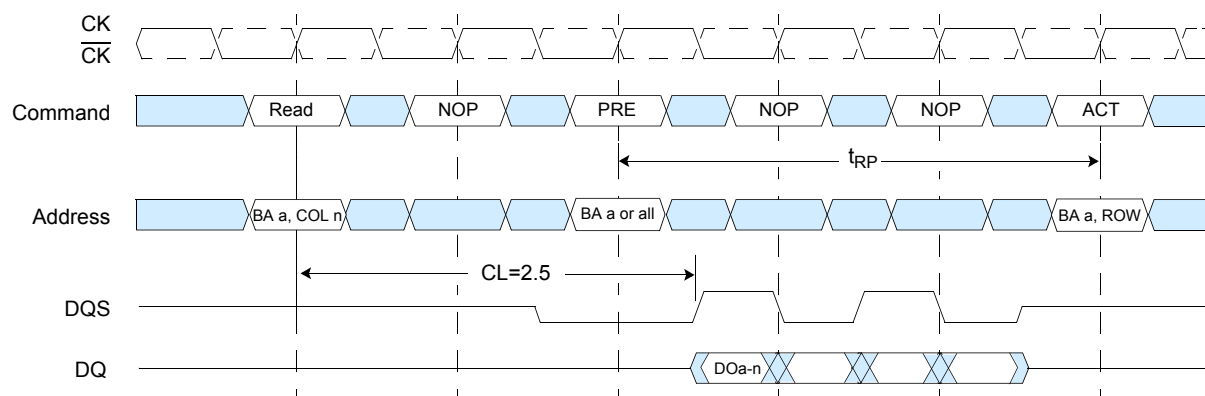 CK
CK
Command
Read
NOP
PRE
NOP
NOP
ACT
tRP
Address
BA a, COL n
BA a or all
BA a, ROW
CL=2.5
DQS
DQ
DOa-n